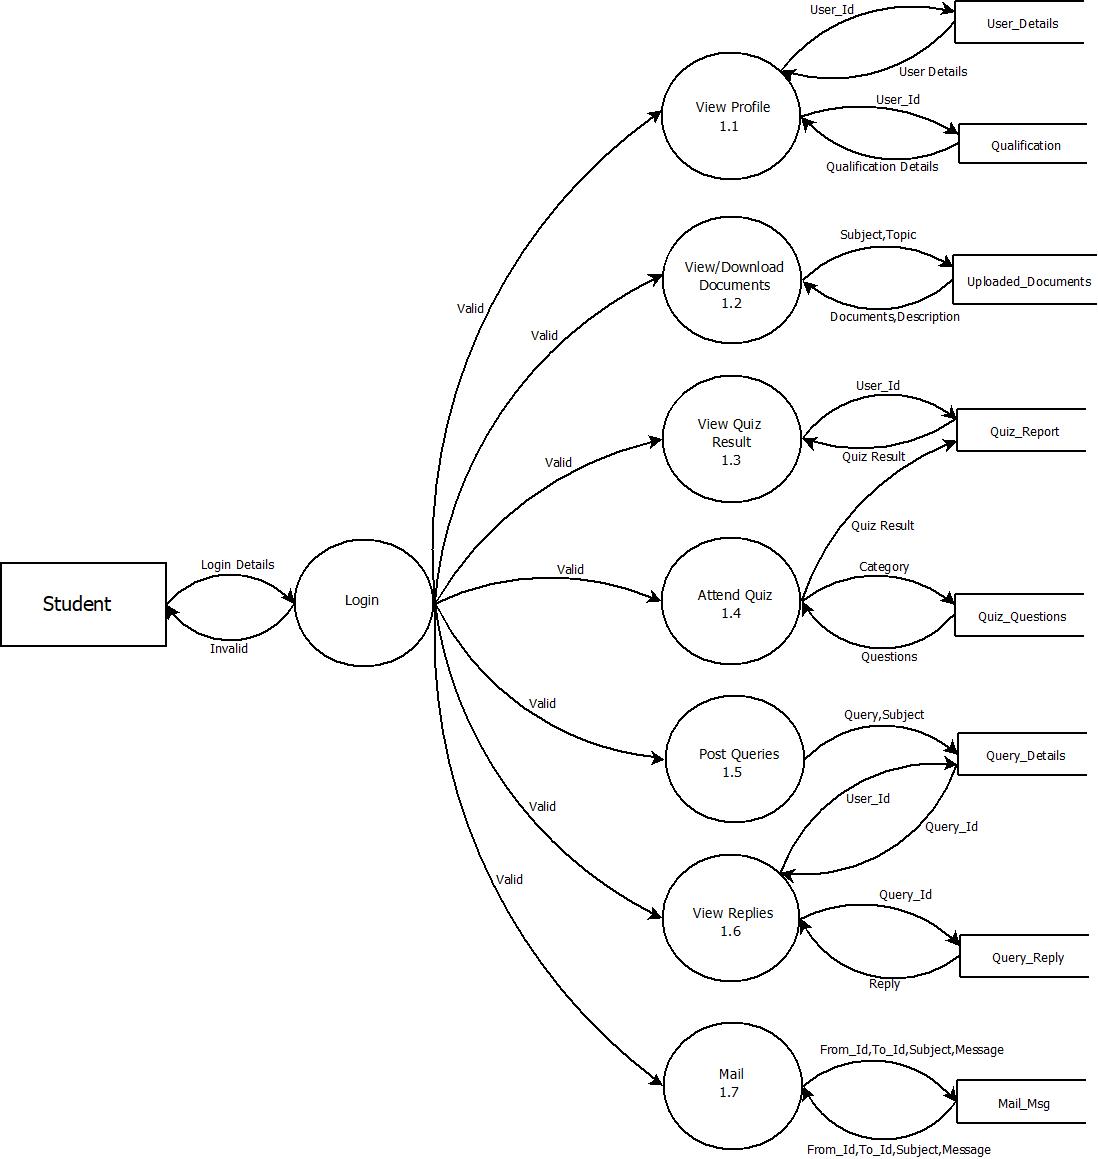 User_Id
User_Details
User Details
View Profile
1.1
User_Id
Qualification
Qualification Details
Subject,Topic
View/Download
Documents
1.2
Uploaded_Documents
Documents,Description
Valid
Valid
User_Id
View Quiz
Result
1.3
Quiz_Report
Quiz Result
Valid
Quiz Result
Login Details
Student
Invalid
Login
Valid
Category
Attend Quiz
1.4
Quiz_Questions
Questions
Valid
Query,Subject
Post Queries
1.5
Query_Details
User_Id
Query_Id
Valid
Query_Id
View Replies
1.6
Query_Reply
Reply
Valid
From_Id,To_Id,Subject,Message
Mail
1.7
Mail_Msg
From_Id,To_Id,Subject,Message